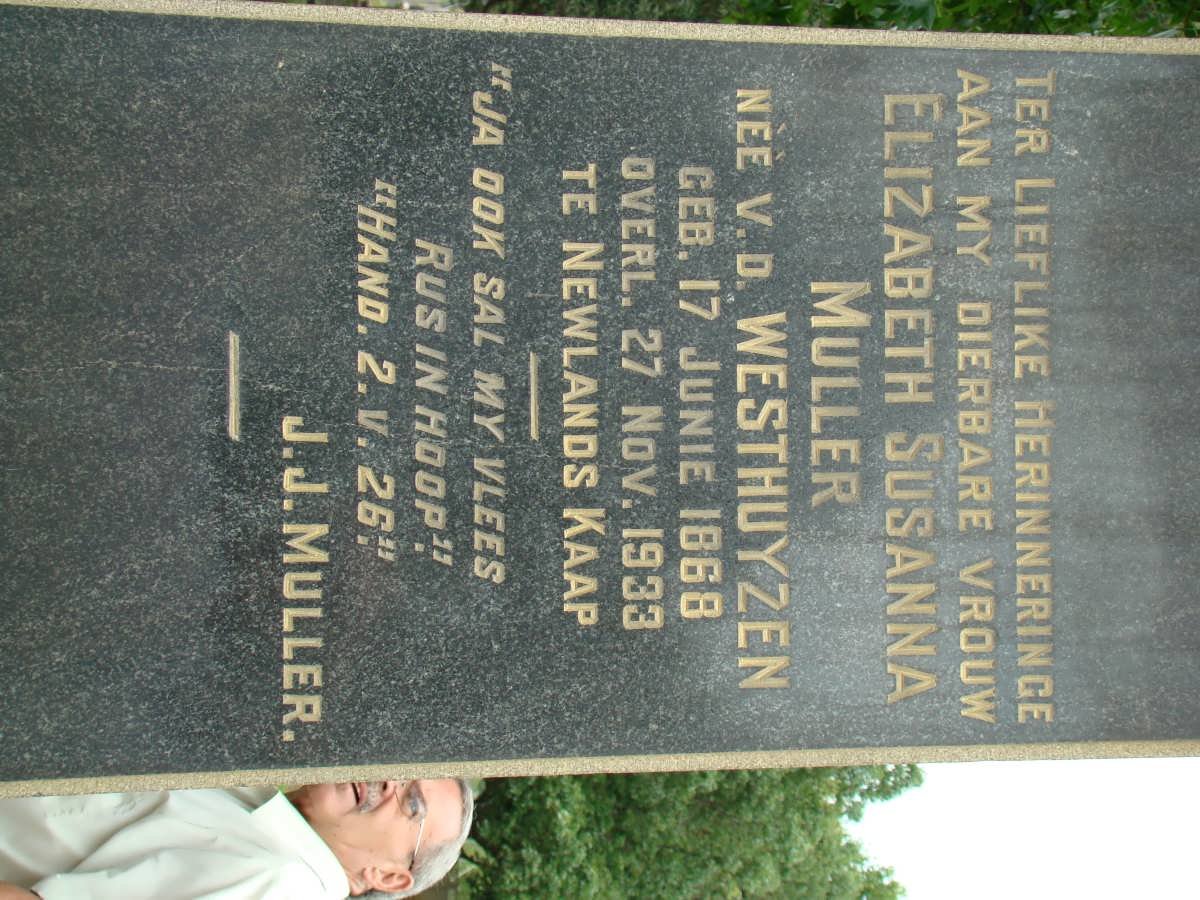 TER LIEFLIKE HERINNERINGE
AAN MY DIERBARE VROUW
ELIZABETH SUSANNA
MULLER
NÈÈ V. D. WESTHUYZEN
GEB. 17 JUNIE 1868
OVERL. 27 NOV. 1933
TE NEWLANDS KAAP
"JA OOK SAL MY VLEES
RUS IN HOOP".
"HAND. 2. V. 26".
J.J. MULLER.